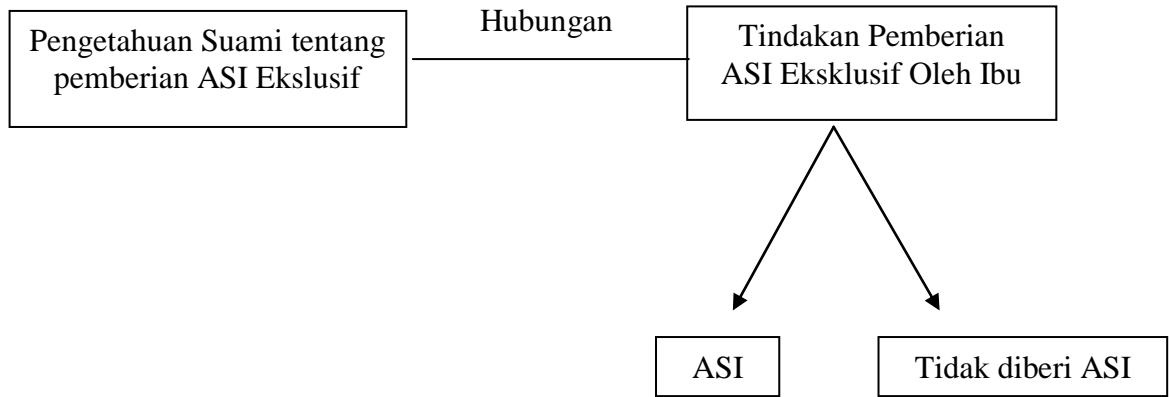 Hubungan
Pengetahuan Suami tentang
pemberian ASI Ekslusif
Tindakan Pemberian
ASI Eksklusif Oleh Ibu
ASI
Tidak diberi ASI